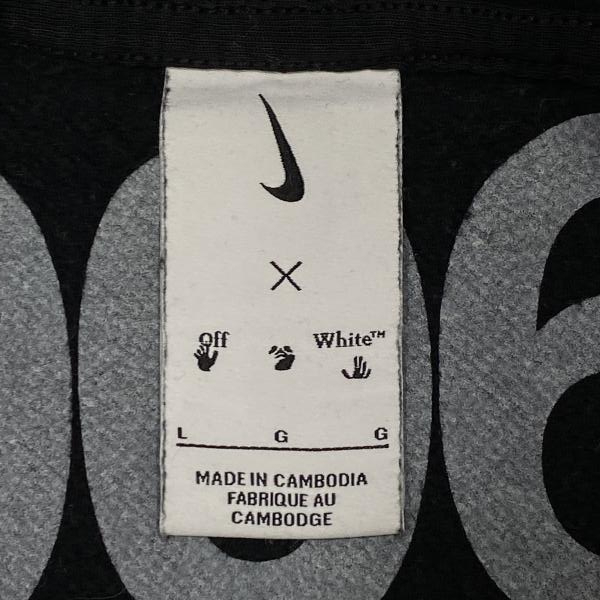 ×
Off White™
L G G
MADE IN CAMBODIA
FABRIQUE AU
CAMBODGE